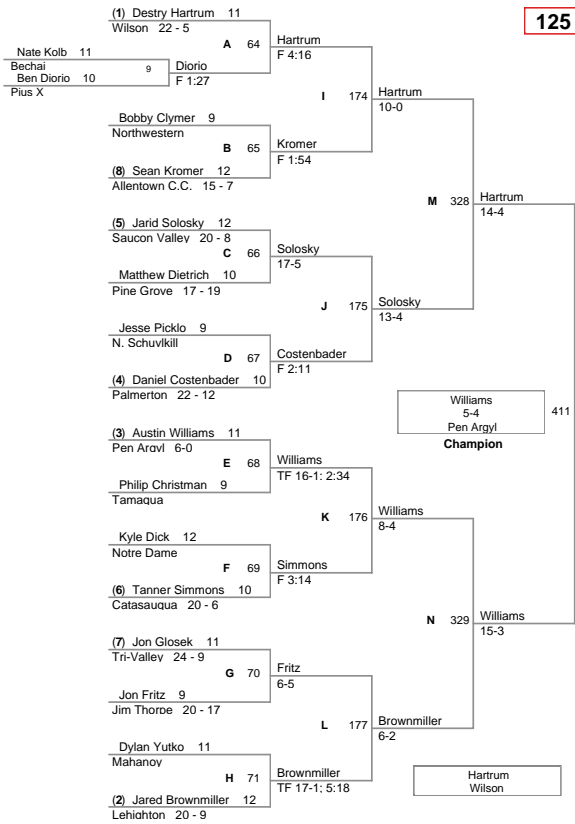 125
(1) Destry Hartrum 11
Wilson 22 - 5
A 64
Hartrum
F 4:16
Nate Kolb 11
Bechai
9
Ben Diorio 10
Pius X
Diorio
F 1:27
I 174
Hartrum
10-0
Bobby Clymer 9
Northwestern
B 65
Kromer
F 1:54
(8) Sean Kromer 12
Allentown C.C. 15 - 7
M 328
Hartrum
14-4
(5) Jarid Solosky 12
Saucon Valley 20 - 8
C 66
Solosky
17-5
Matthew Dietrich 10
Pine Grove 17 - 19
J 175
Solosky
13-4
Jesse Picklo 9
N. Schuylkill
D 67
Costenbader
F 2:11
(4) Daniel Costenbader 10
Palmerton 22 - 12
Williams
5-4
Pen Argyl
411
Champion
(3) Austin Williams 11
Pen Argyl 6-0
E 68
Williams
TF 16-1; 2:34
Philip Christman 9
Tamaqua
K 176
Williams
8-4
Kyle Dick 12
Notre Dame
F 69
Simmons
F 3:14
(6) Tanner Simmons 10
Catasauqua 20 - 6
N 329
Williams
15-3
(7) Jon Glosek 11
Tri-Valley 24 - 9
G 70
Fritz
6-5
Jon Fritz 9
Jim Thorpe 20 - 17
L 177
Brownmiller
6-2
Dylan Yutko 11
Mahanoy
H 71
Brownmiller
TF 17-1; 5:18
(2) Jared Brownmiller 12
Lehighton 20 - 9
Hartrum
Wilson